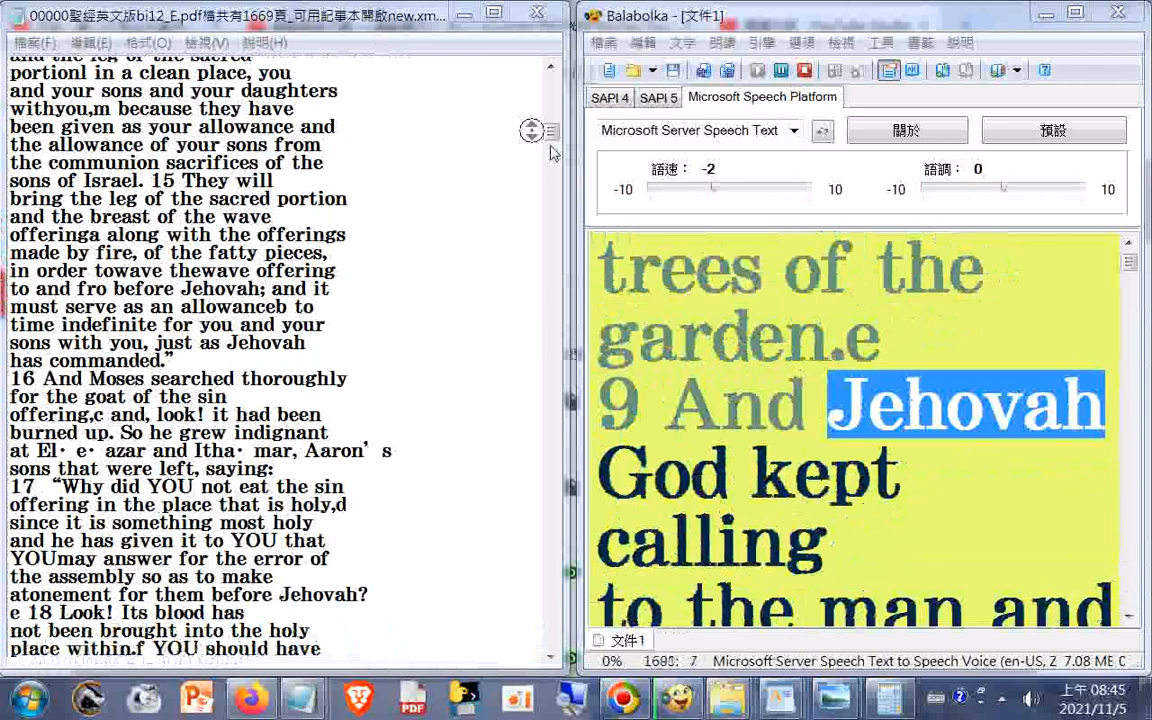 00000聖經英文版bi12_E.pdf檔共有1669頁_可用記事本開啟new.xm...
檔案(F) 編輯(E) 格式(O) 檢視(V) 說明(H)
and the leg of the sacred
portionl in a clean place, you
and your sons and your daughters
withyou,m because they have
been given as your allowance and
the allowance of your sons from
the communion sacrifices of the
sons of Israel. 15 They will
bring the leg of the sacred portion
and the breast of the wave
offeringa along with the offerings
made by fire, of the fatty pieces,
in order towave thewave offering
to and fro before Jehovah; and it
must serve as an allowanceb to
time indefinite for you and your
sons with you, just as Jehovah
has commanded.”
16 And Moses searched thoroughly
for the goat of the sin
offering,c and, look! it had been
burned up. So he grew indignant
at El· e· azar and Itha· mar, Aaron’s
sons that were left, saying:
17 “Why did YOU not eat the sin
offering in the place that is holy,d
since it is something most holy
and he has given it to YOU that
YOUmay answer for the error of
the assembly so as to make
atonement for them before Jehovah?
e 18 Look! Its blood has
not been brought into the holy
place within.f YOU should have
Balabolka - [文件1]
檔案 編輯 文字 朗讀 引擎 選項 檢視 工具 書籤 說明
SAPI 4 SAPI 5 Microsoft Speech Platform
Microsoft Server Speech Text 關於 預設
語速: -2 語調: 0
-10 10 -10 10
trees of the
garden.e
9 And Jehovah
God kept
calling
to the man and
文件1
0% 1698: 7 Microsoft Server Speech Text to Speech Voice (en-US, Z 7.08 MB
PDF
上午 08:45
2021/11/5